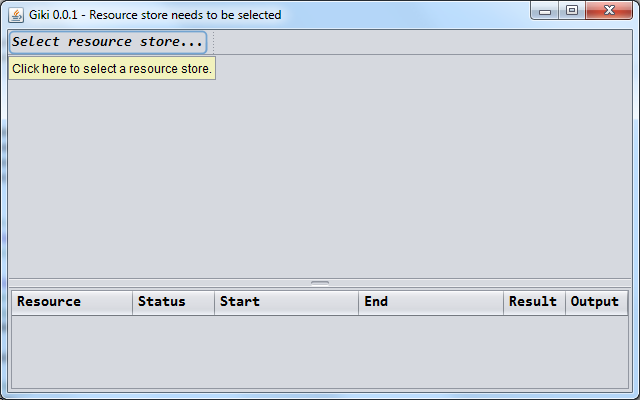 Giki 0.0.1 - Resource store needs to be selected
Select resource store...
Click here to select a resource store.
Resource Status Start End Result Output